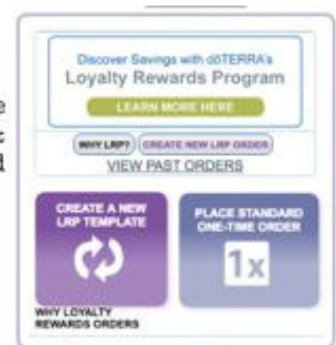 Discover Savings with dōTERRA's
Loyalty Rewards Program
LEARN MORE HERE
WHY LRP? CREATE NEW LRP ORDER
VIEW PAST ORDERS
CREATE A NEW
LRP TEMPLATE
PLACE STANDARD
ONE-TIME ORDER
1x
WHY LOYALTY
REWARDS ORDERS